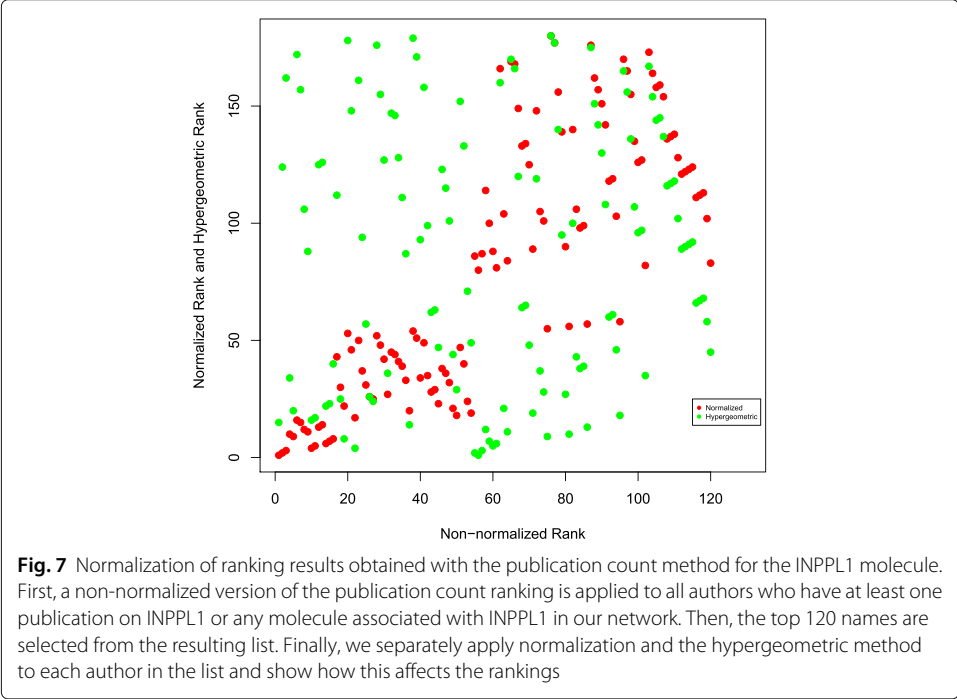 150
100
50
0
Normalized Rank and Hypergeometric Rank
Normalized
Hypergeometric
0 20 40 60 80 100 120
Non−normalized Rank
Fig. 7 Normalization of ranking results obtained with the publication count method for the INPPL1 molecule.
First, a non-normalized version of the publication count ranking is applied to all authors who have at least one
publication on INPPL1 or any molecule associated with INPPL1 in our network. Then, the top 120 names are
selected from the resulting list. Finally, we separately apply normalization and the hypergeometric method
to each author in the list and show how this affects the rankings